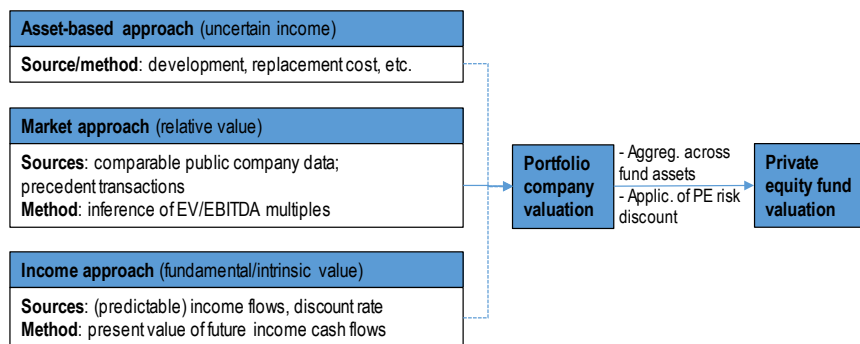 Asset-based approach (uncertain income)
Source/method: development, replacement cost, etc.
Market approach (relative value)
Sources: comparable public company data;
precedent transactions
Method: inference of EV/EBITDA multiples
Income approach (fundamental/intrinsic value)
Sources: (predictable) income flows, discount rate
Method: present value of future income cash flows
Portfolio
company
valuation
- Aggreg. across
fund assets
- Applic. of PE risk
discount
Private
equity fund
valuation